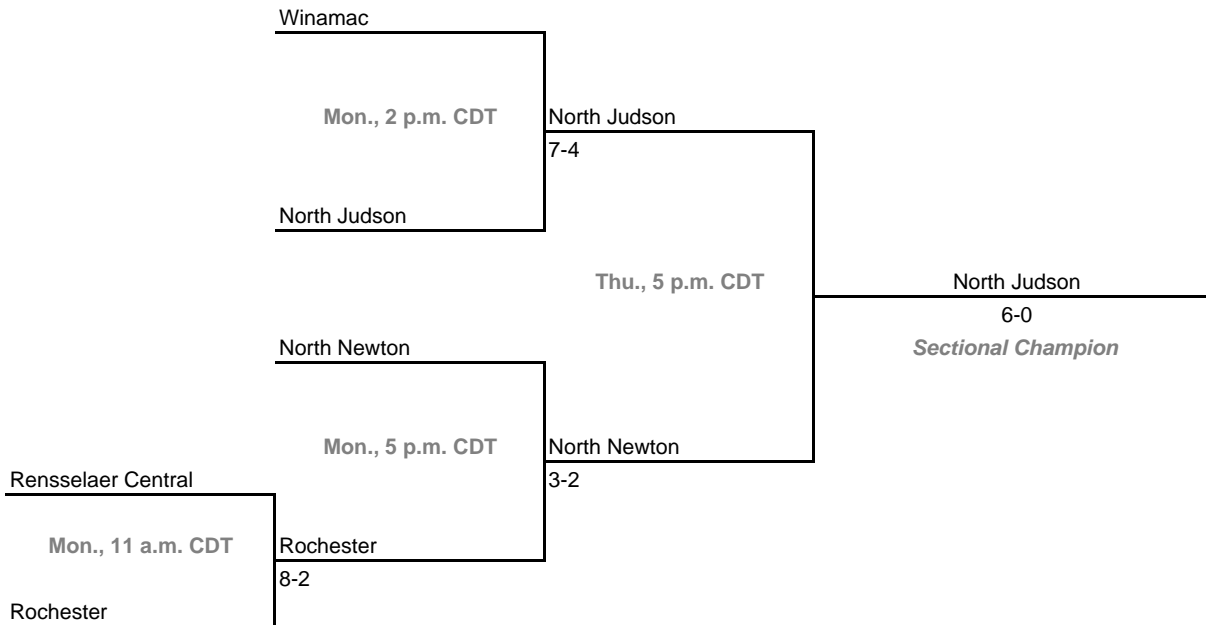 Winamac
Mon., 2 p.m. CDT
North Judson
7-4
North Judson
Thu., 5 p.m. CDT
North Judson
6-0
Sectional Champion
North Newton
Mon., 5 p.m. CDT
North Newton
3-2
Rensselaer Central
Mon., 11 a.m. CDT
Rochester
8-2
Rochester